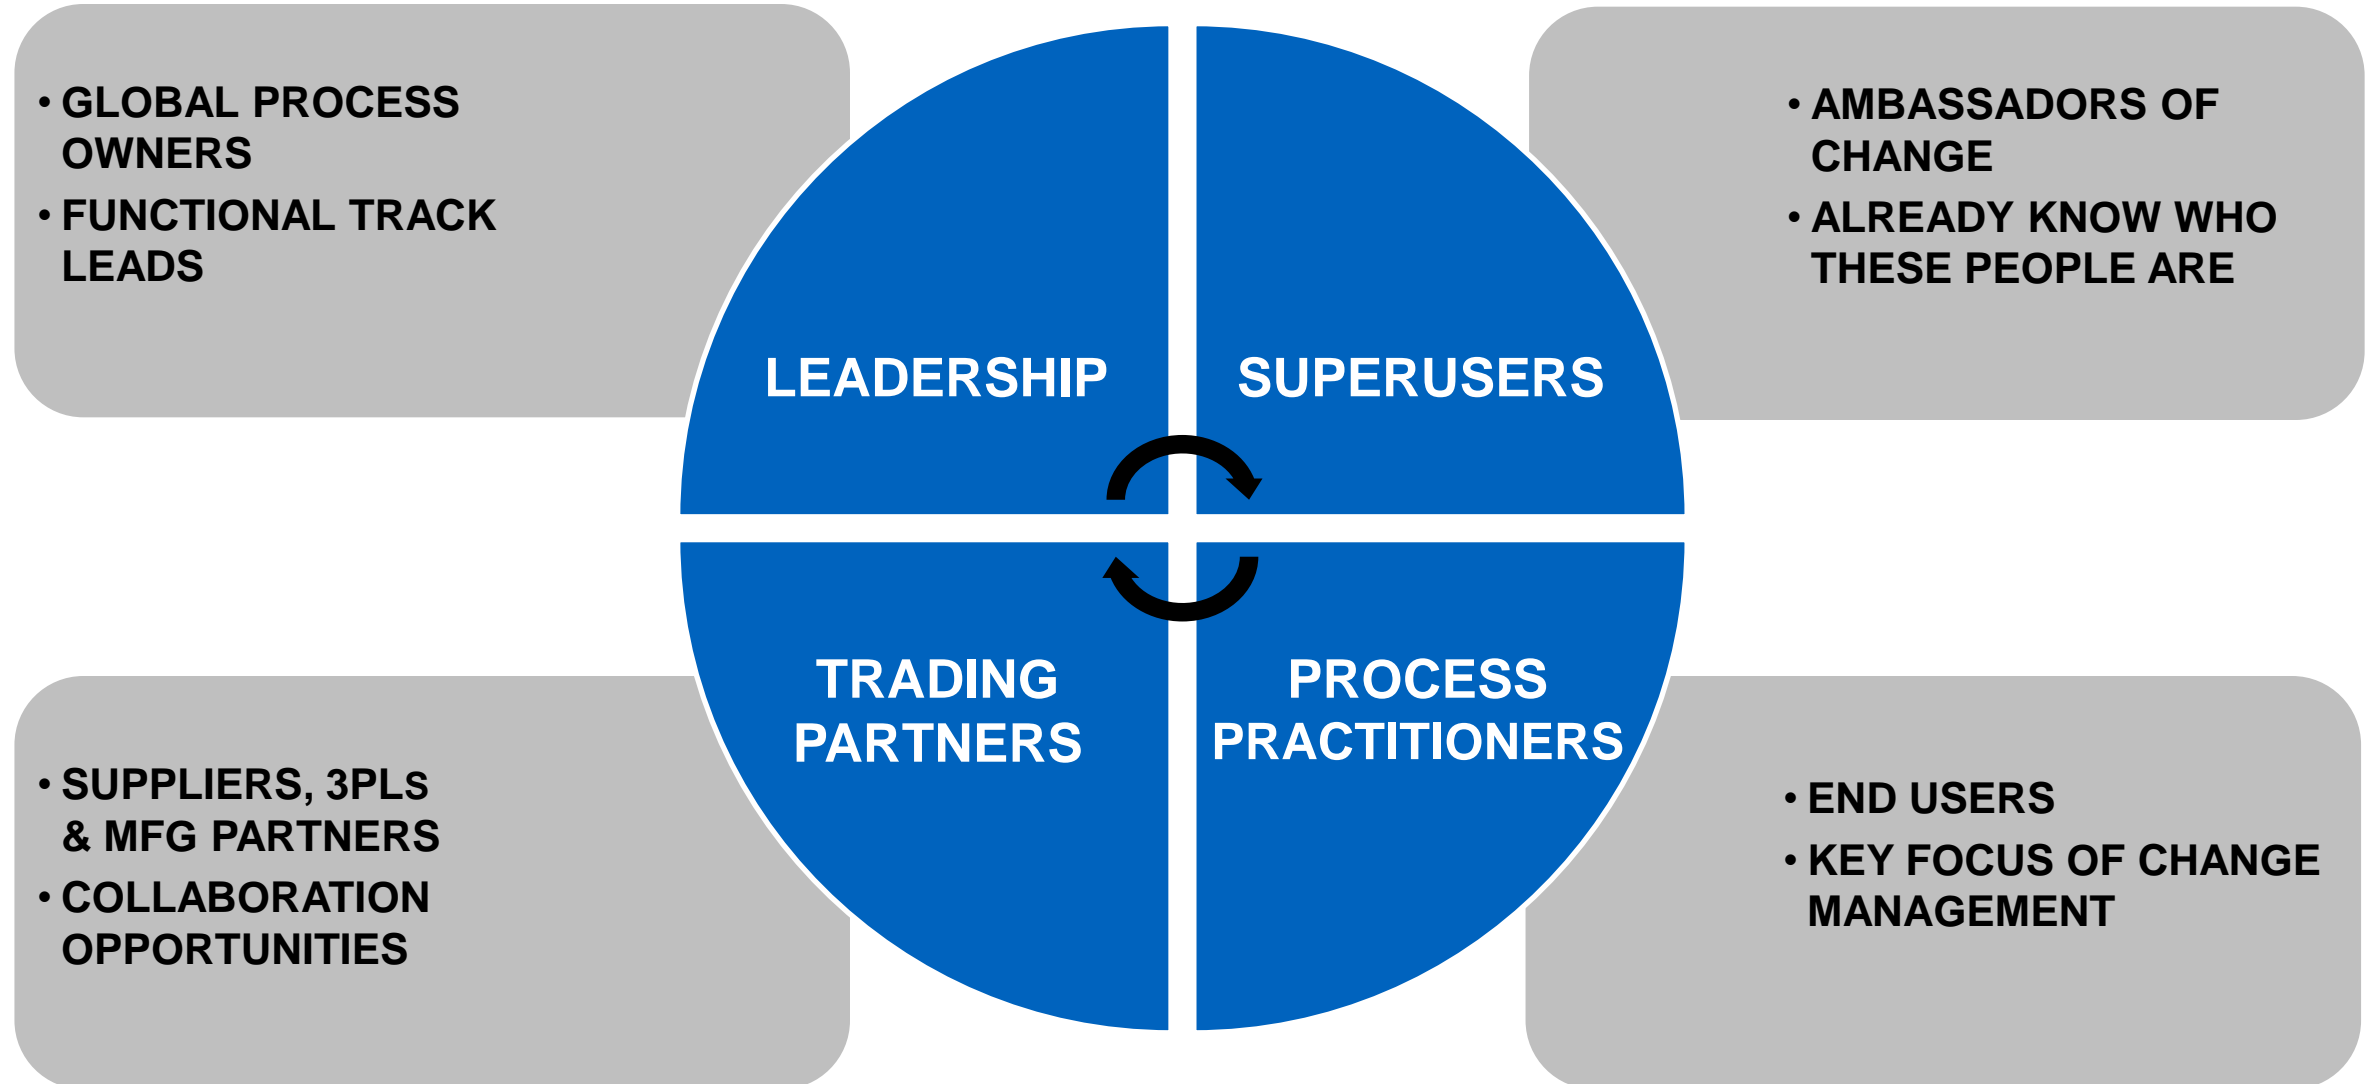 • GLOBAL PROCESS
OWNERS
• FUNCTIONAL TRACK
LEADS
• AMBASSADORS OF
CHANGE
• ALREADY KNOW WHO
THESE PEOPLE ARE
LEADERSHIP
SUPERUSERS
TRADING
PARTNERS
PROCESS
PRACTITIONERS
• SUPPLIERS, 3PLs
& MFG PARTNERS
• COLLABORATION
OPPORTUNITIES
• END USERS
• KEY FOCUS OF CHANGE
MANAGEMENT